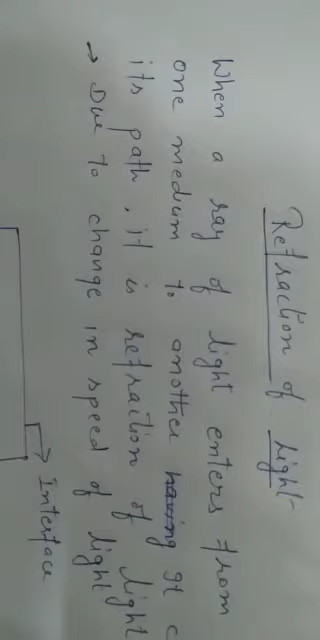 Refraction of light
When a ray of light enters from
one medium to another having It
its path, it is refraction of light
→ Due to change in speed of light
Interface